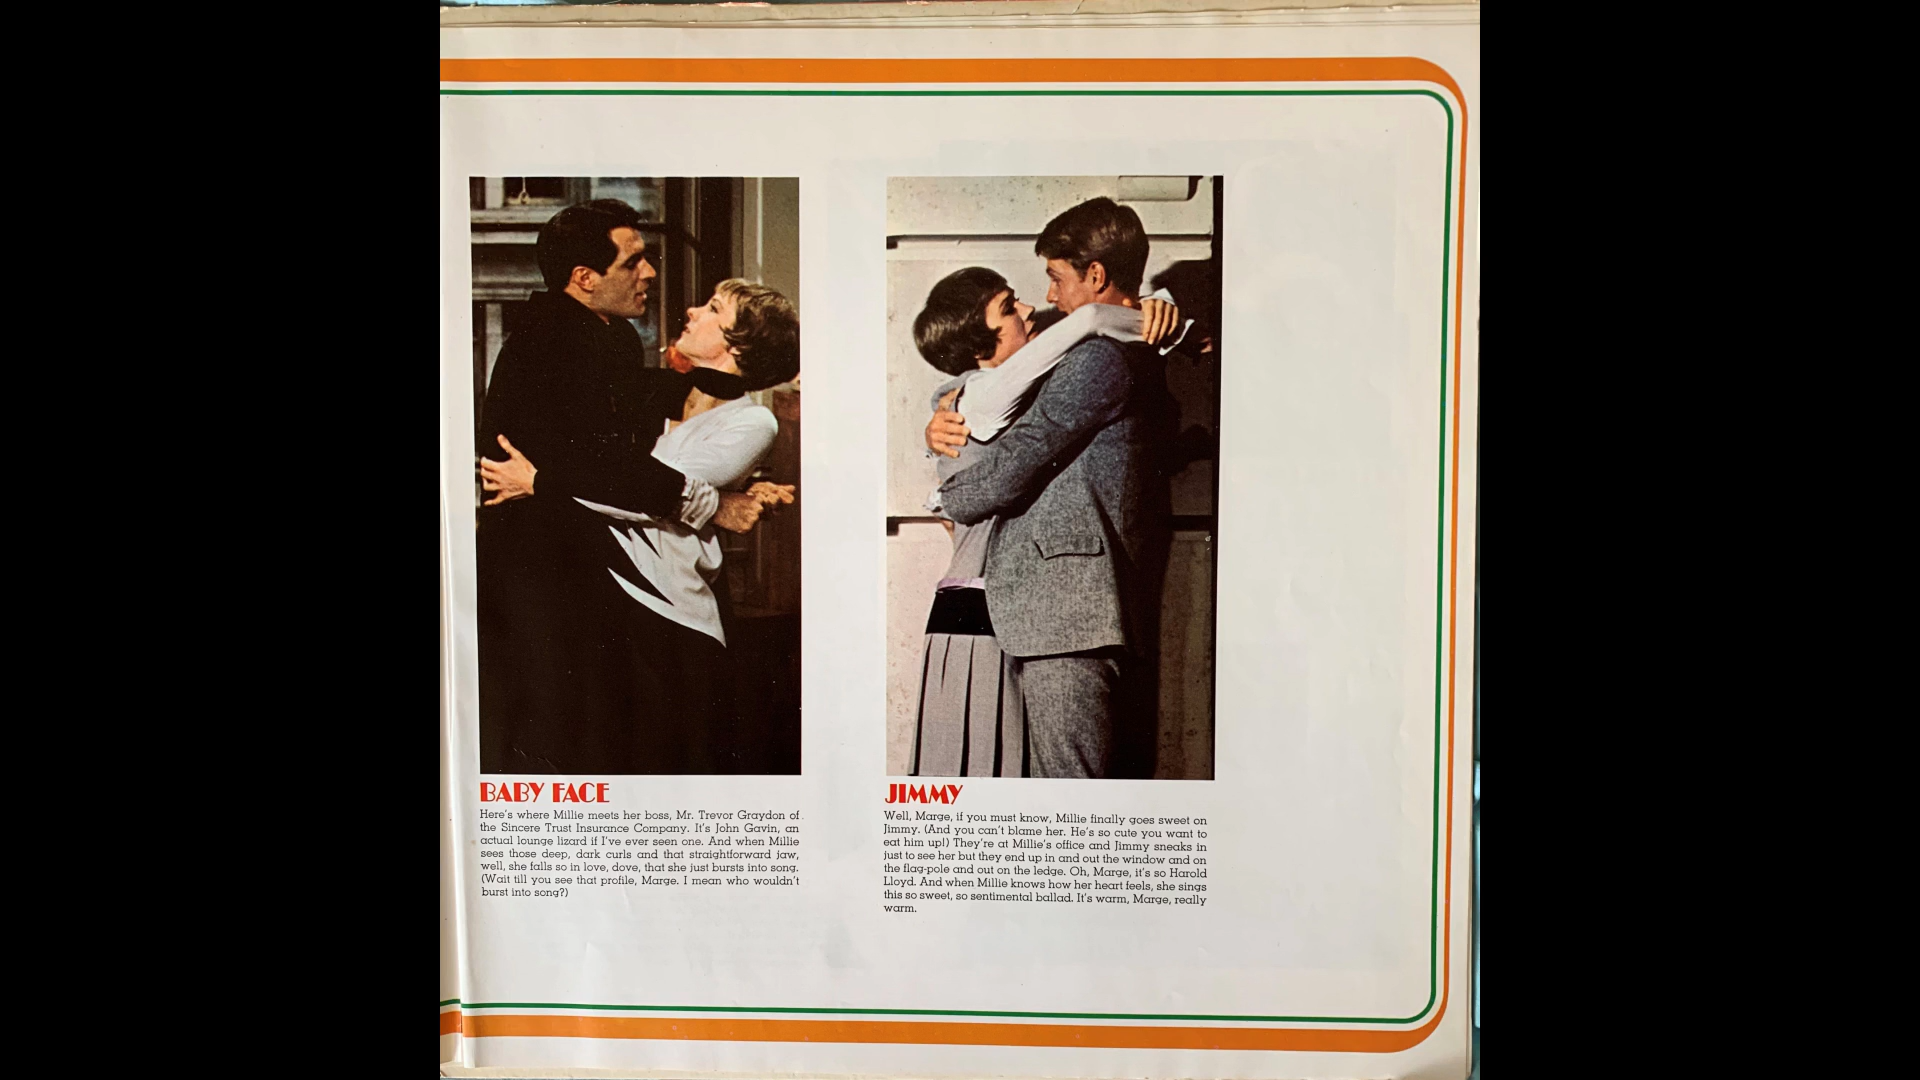 BABY FACE
Here's where Millie meets her boss, Mr. Trevor Graydon of
the Sincere Trust Insurance Company. It's John Gavin, an
actual lounge lizard if I've ever seen one. And when Millie
sees those deep, dark curls and that straightforward jaw,
well, she falls so in love, dove, that she just bursts into song.
(Wait till you see that profile, Marge. I mean who wouldn't
burst into song?)
JIMMY
Well, Marge, if you must know, Millie finally goes sweet on
Jimmy. (And you can't blame her. He's so cute you want to
eat him up!) They're at Millie's office and Jimmy sneaks in
just to see her but they end up in and out the window and on
the flag-pole and out on the ledge. Oh, Marge, it's so Harold
Lloyd. And when Millie knows how her heart feels, she sings
this so sweet, so sentimental ballad. It's warm, Marge, really
warm.